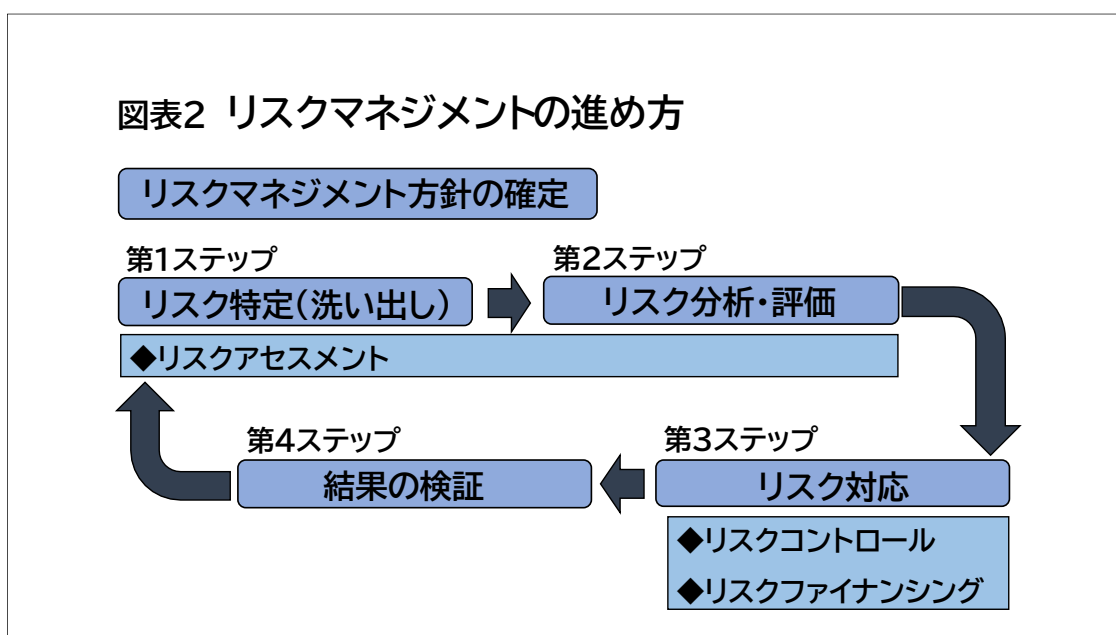 図表2 リスクマネジメントの進め方
リスクマネジメント方針の確定
第1ステップ
リスク特定(洗い出し)
第2ステップ
リスク分析・評価
◆リスクアセスメント
第3ステップ
リスク対応
◆リスクコントロール
◆リスクファイナンシング
第4ステップ
結果の検証